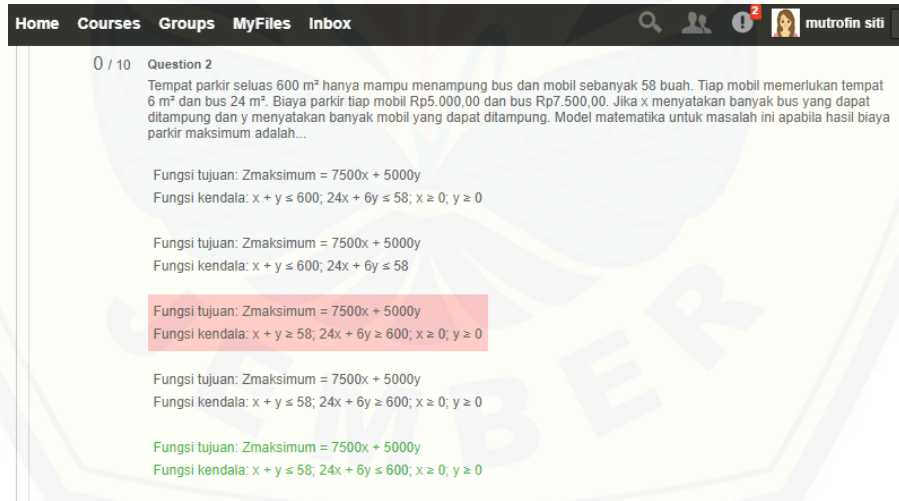 Home Courses Groups MyFiles Inbox 2 mutrofin siti
0 / 10 Question 2
Tempat parkir seluas 600 m² hanya mampu menampung bus dan mobil sebanyak 58 buah. Tiap mobil memerlukan tempat
6 m² dan bus 24 m². Biaya parkir tiap mobil Rp5.000,00 dan bus Rp7.500,00. Jika x menyatakan banyak bus yang dapat
ditampung dan y menyatakan banyak mobil yang dapat ditampung. Model matematika untuk masalah ini apabila hasil biaya
parkir maksimum adalah...
Fungsi tujuan: Zmaksimum = 7500x + 5000y
Fungsi kendala: x + y ≤ 600; 24x + 6y ≤ 58; x ≥ 0; y ≥ 0
Fungsi tujuan: Zmaksimum = 7500x + 5000y
Fungsi kendala: x + y ≤ 600; 24x + 6y ≤ 58
Fungsi tujuan: Zmaksimum = 7500x + 5000y
Fungsi kendala: x + y ≥ 58; 24x + 6y ≥ 600; x ≥ 0; y ≥ 0
Fungsi tujuan: Zmaksimum = 7500x + 5000y
Fungsi kendala: x + y ≤ 58; 24x + 6y ≥ 600; x ≥ 0; y ≥ 0
Fungsi tujuan: Zmaksimum = 7500x + 5000y
Fungsi kendala: x + y ≤ 58; 24x + 6y ≤ 600; x ≥ 0; y ≥ 0